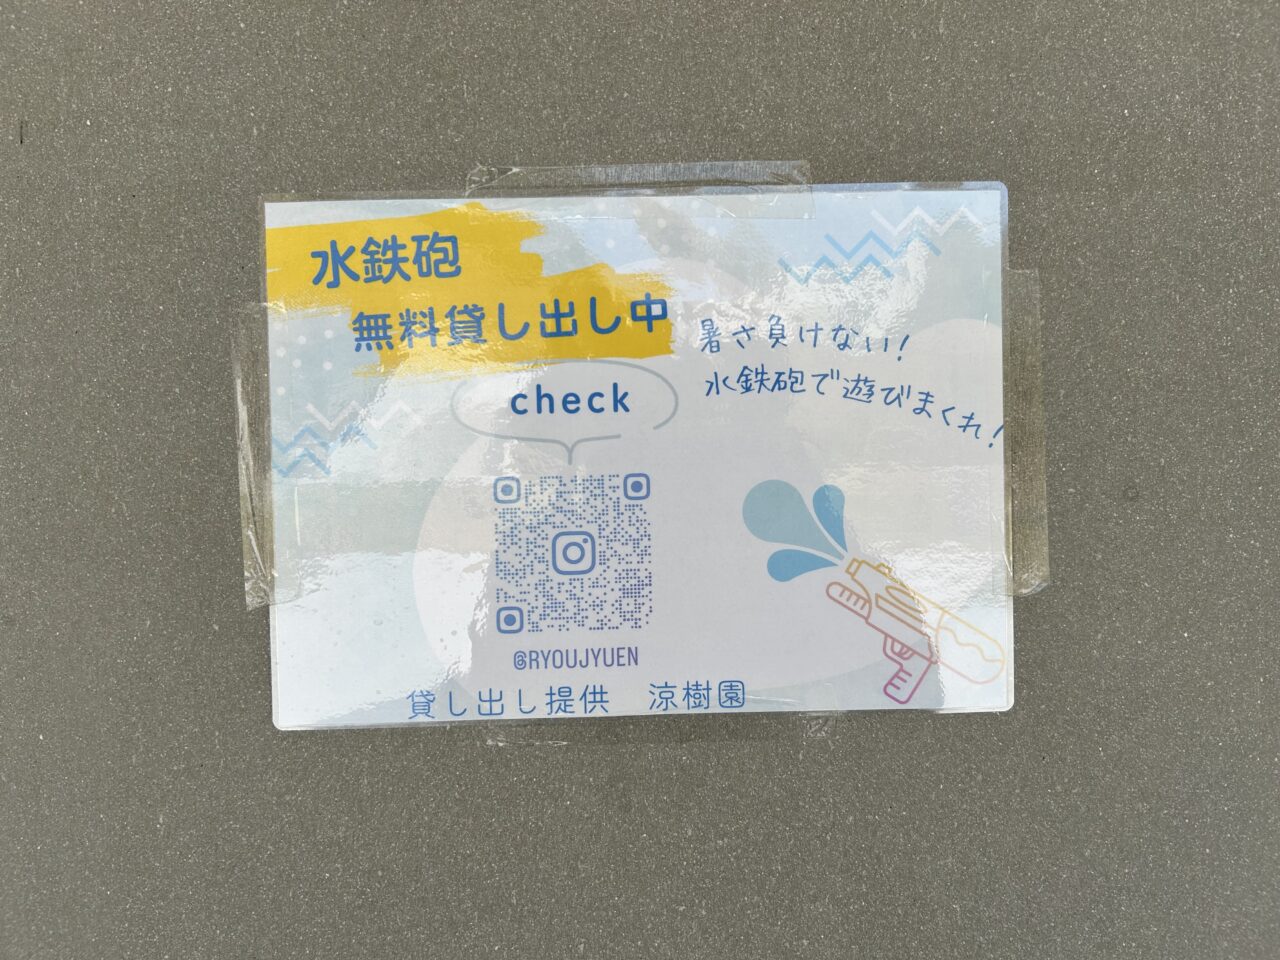 水鉄砲
無料貸し出し中
暑さ負けない!
水鉄砲で遊びまくれ!
check
@RYOUJYUEN
貸し出し提供　涼樹園